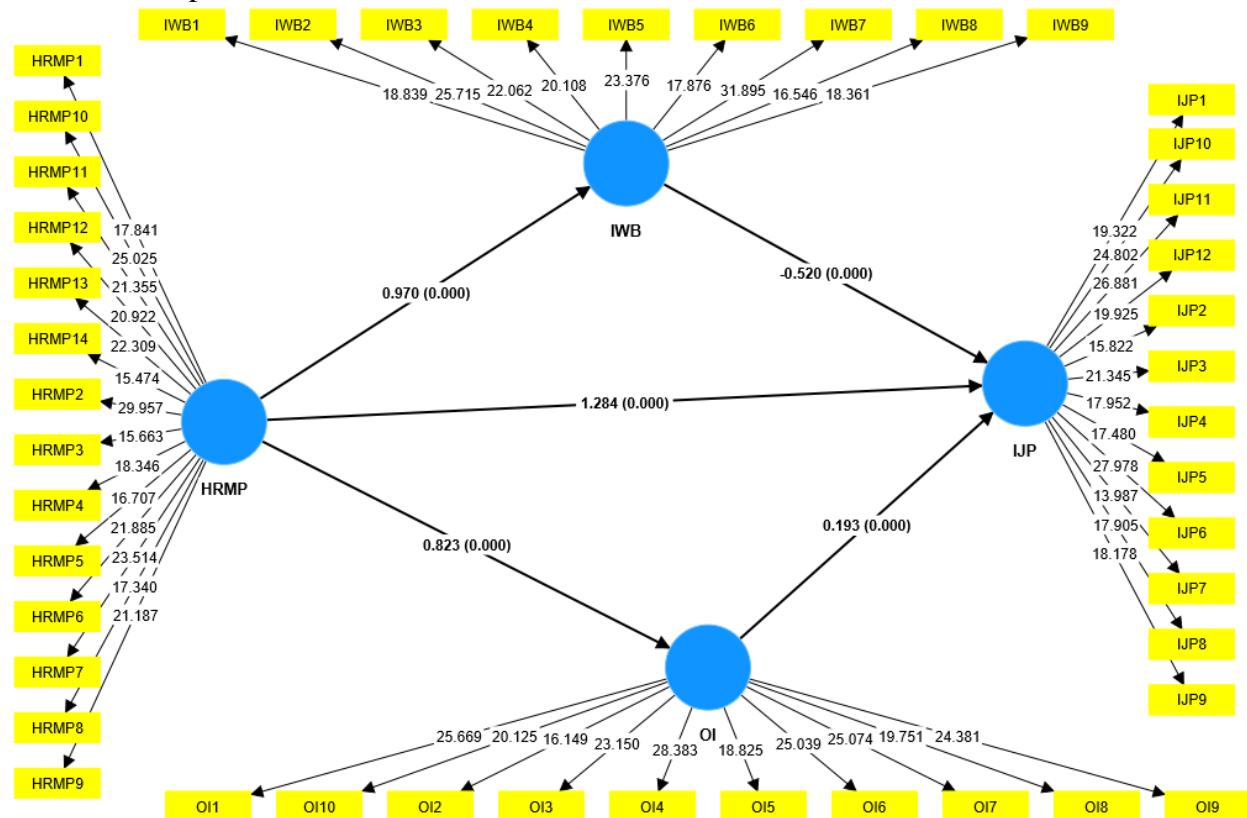 IWB1 IWB2 IWB3 IWB4 IWB5 IWB6 IWB7 IWB8 IWB9
18.839 25.715 22.062 20.108 23.376 17.876 31.895 16.546 18.361
IWB
HRMP1
HRMP10
HRMP11
HRMP12
HRMP13
HRMP14
HRMP2
HRMP3
HRMP4
HRMP5
HRMP6
HRMP7
HRMP8
HRMP9
17.841
25.025
21.355
20.922
22.309
15.474
29.957
15.663
18.346
16.707
21.885
23.514
17.340
21.187
HRMP
0.970 (0.000)
-0.520 (0.000)
1.284 (0.000)
0.823 (0.000)
0.193 (0.000)
IJP
19.322
24.802
26.881
19.925
15.822
21.345
17.952
17.480
27.978
13.987
17.905
18.178
IJP1
IJP10
IJP11
IJP12
IJP2
IJP3
IJP4
IJP5
IJP6
IJP7
IJP8
IJP9
OI
25.669 20.125 16.149 23.150 28.383 18.825 25.039 25.074 19.751 24.381
OI1 OI10 OI2 OI3 OI4 OI5 OI6 OI7 OI8 OI9